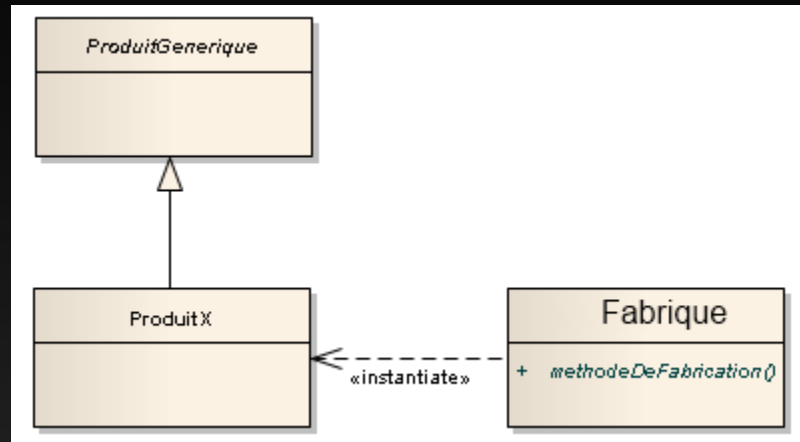 ProduitGenerique
ProduitX
Fabrique
«instantiate»
+ methodeDeFabrication()